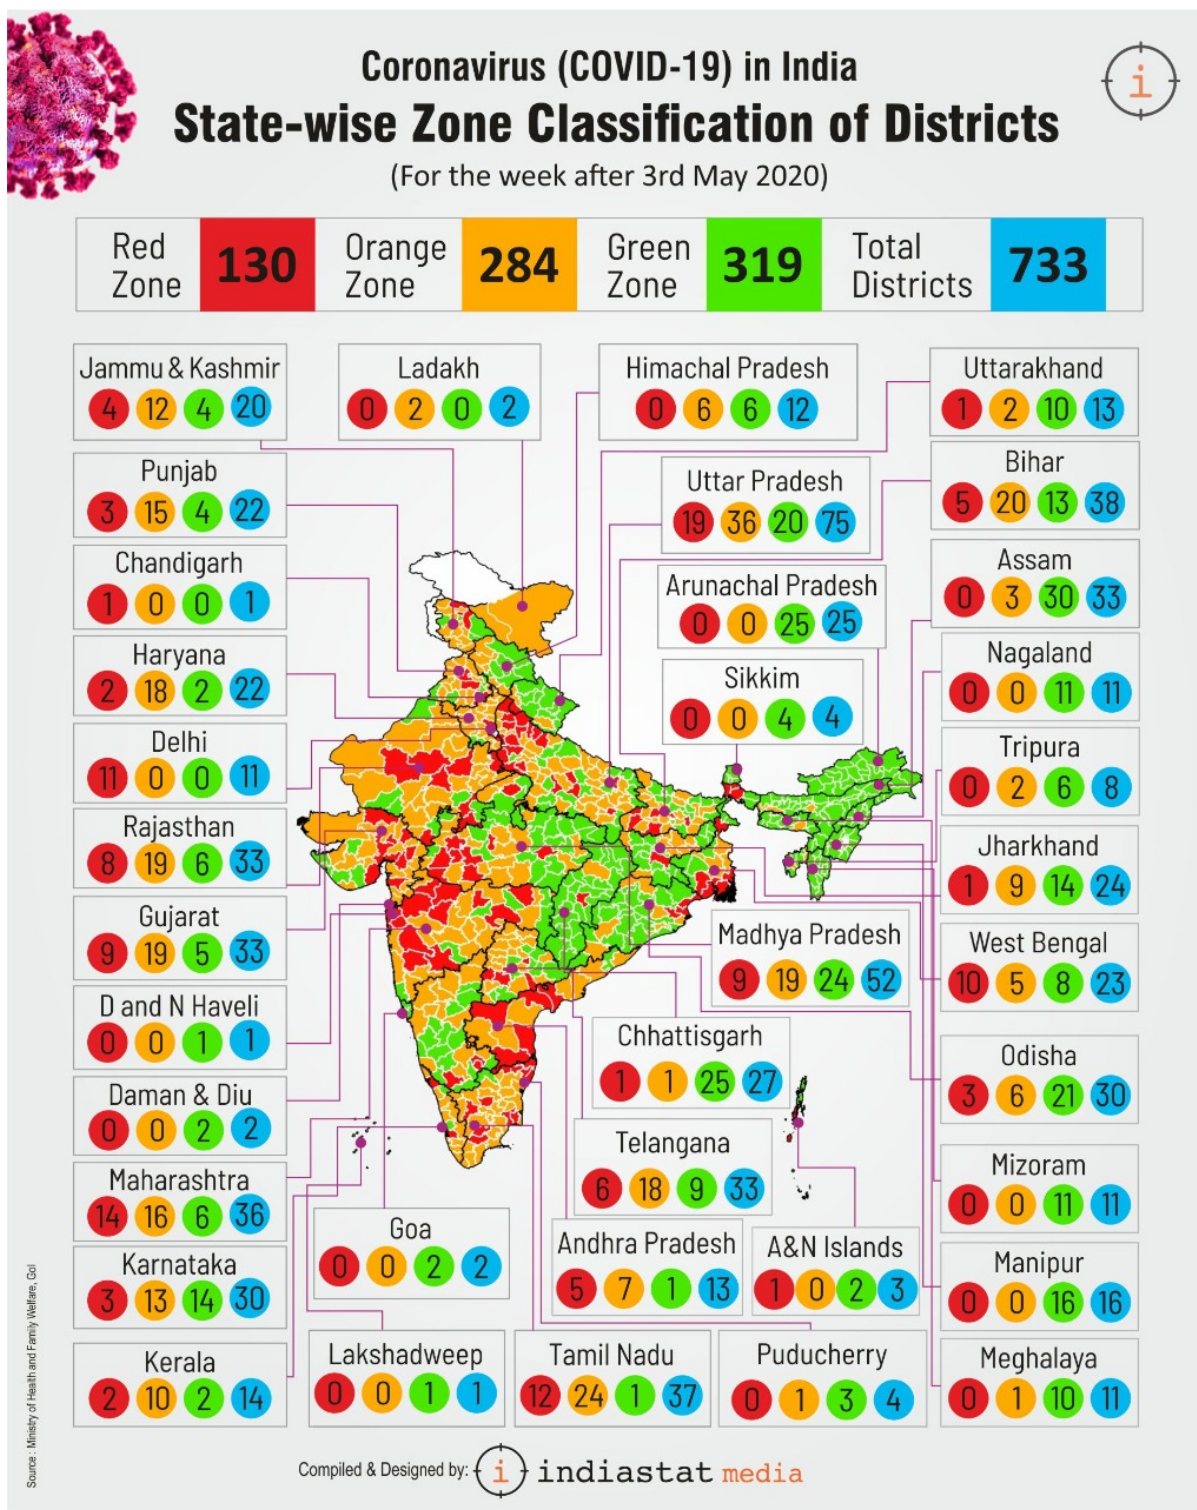 Coronavirus (COVID-19) in India
i
State-wise Zone Classification of Districts
(For the week after 3rd May 2020)
Red Zone 130
Orange Zone 284
Green Zone 319
Total Districts 733
Jammu & Kashmir
4 12 4 20
Ladakh
0 2 0 2
Himachal Pradesh
0 6 6 12
Uttarakhand
1 2 10 13
Punjab
3 15 4 22
Uttar Pradesh
19 36 20 75
Bihar
5 20 13 38
Chandigarh
1 0 0 1
Arunachal Pradesh
0 0 25 25
Assam
0 3 30 33
Haryana
2 18 2 22
Sikkim
0 0 4 4
Nagaland
0 0 11 11
Delhi
11 0 0 11
Tripura
0 2 6 8
Rajasthan
8 19 6 33
Jharkhand
1 9 14 24
Gujarat
9 19 5 33
Madhya Pradesh
9 19 24 52
West Bengal
10 5 8 23
D and N Haveli
0 0 1 1
Chhattisgarh
1 1 25 27
Odisha
3 6 21 30
Daman & Diu
0 0 2 2
Telangana
6 18 9 33
Maharashtra
14 16 6 36
Mizoram
0 0 11 11
Goa
0 0 2 2
Andhra Pradesh
5 7 1 13
A&N Islands
1 0 2 3
Karnataka
3 13 14 30
Manipur
0 0 16 16
Kerala
2 10 2 14
Lakshadweep
0 0 1 1
Tamil Nadu
12 24 1 37
Puducherry
0 1 3 4
Meghalaya
0 1 10 11
Source : Ministry of Health and Family Welfare, GoI
Compiled & Designed by: i indiastat media